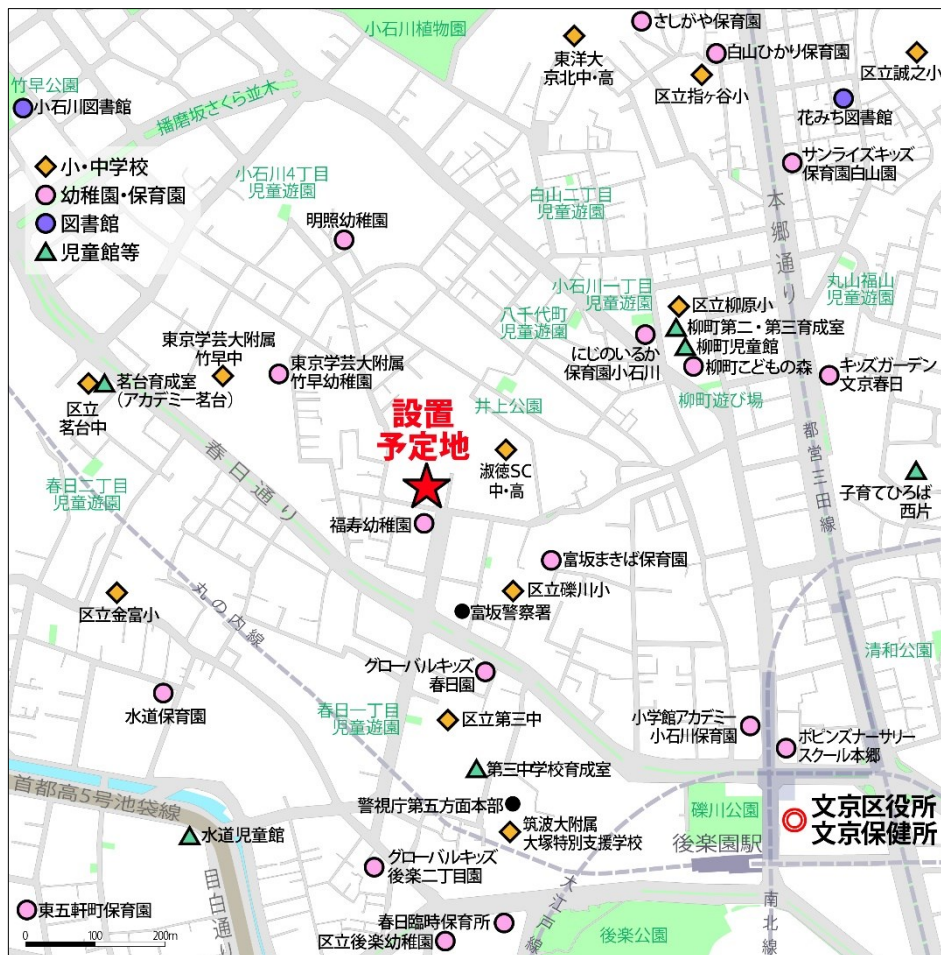 小石川植物園
さしがや保育園
東洋大
京北中・高
白山ひかり保育園
区立指ヶ谷小
区立誠之小
竹早公園
小石川図書館
播磨坂さくら並木
花みち図書館
サンライズキッズ
保育園白山園
小・中学校
幼稚園・保育園
図書館
児童館等
小石川4丁目
児童遊園
明照幼稚園
白山二丁目
児童遊園
本郷通り
丸山福山
児童遊園
小石川一丁目
児童遊園
八千代町
児童遊園
区立柳原小
柳町第二・第三育成室
柳町児童館
柳町こどもの森
にじのいるか
保育園小石川
キッズガーデン
文京春日
柳町遊び場
東京学芸大附属
竹早中
東京学芸大附属
竹早幼稚園
茗台育成室
（アカデミー茗台）
区立
茗台中
井上公園
設置
予定地
淑徳SC
中・高
春日通り
都営三田線
子育てひろば
西片
春日二丁目
児童遊園
福寿幼稚園
富坂まきば保育園
区立礫川小
富坂警察署
区立金富小
丸の内線
清和公園
グローバルキッズ
春日園
水道保育園
春日一丁目
児童遊園
区立第三中
小学館アカデミー
小石川保育園
ポピンズナーサリー
スクール本郷
第三中学校育成室
首都高5号池袋線
警視庁第五方面本部
礫川公園
文京区役所
文京保健所
水道児童館
筑波大附属
大塚特別支援学校
後楽園駅
グローバルキッズ
後楽二丁目園
目白通り
大江戸線
南北線
東五軒町保育園
春日臨時保育所
区立後楽幼稚園
後楽公園
0 100 200m